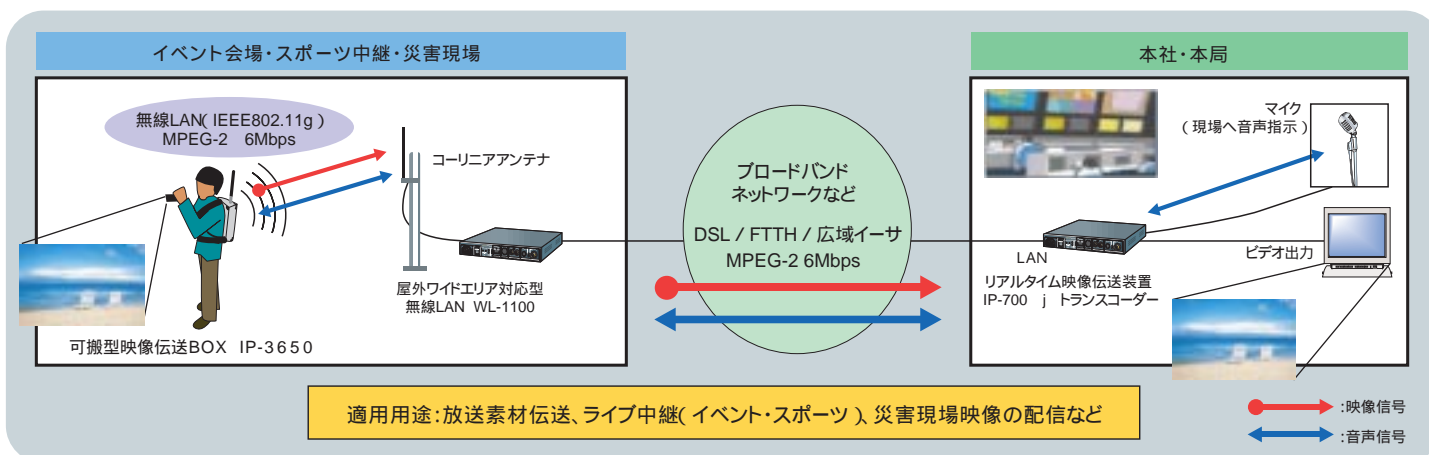 イベント会場・スポーツ中継・災害現場
無線LAN（IEEE802.11g）
MPEG-2 6Mbps
コーリニアアンテナ
屋外ワイドエリア対応型
無線LAN WL-1100
可搬型映像伝送BOX IP-3650
ブロードバンド
ネットワークなど
DSL / FTTH / 広域イーサ
MPEG-2 6Mbps
本社・本局
マイク
（現場へ音声指示）
LAN
リアルタイム映像伝送装置
IP-700 j トランスコーダー
ビデオ出力
適用用途：放送素材伝送、ライブ中継（イベント・スポーツ）、災害現場映像の配信など
：映像信号
：音声信号